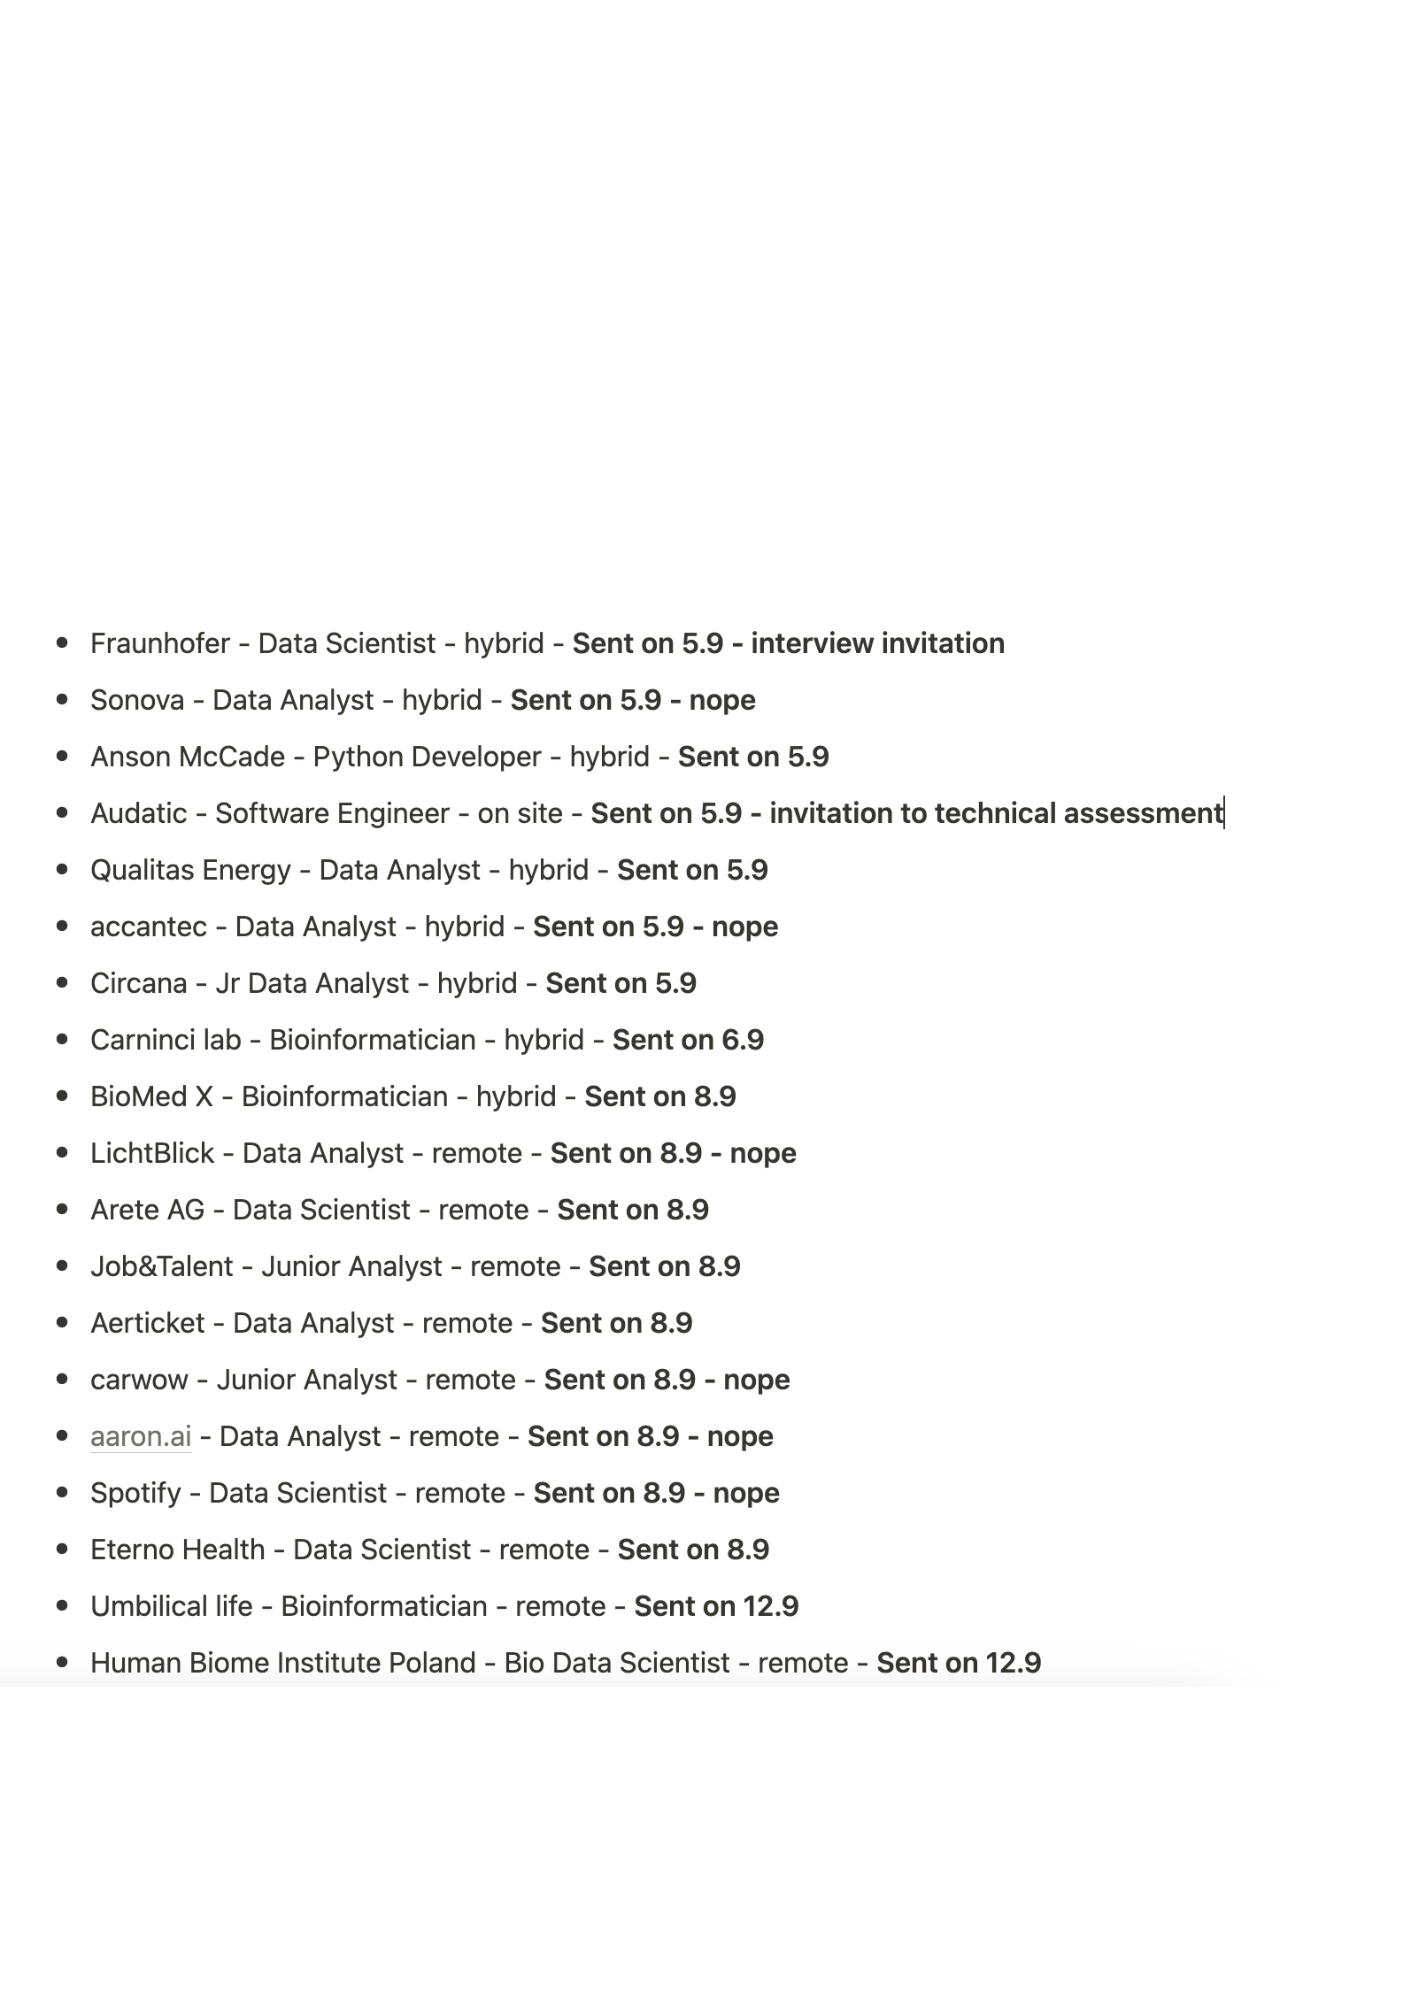 • Fraunhofer - Data Scientist - hybrid - Sent on 5.9 - interview invitation
• Sonova - Data Analyst - hybrid - Sent on 5.9 - nope
• Anson McCade - Python Developer - hybrid - Sent on 5.9
• Audatic - Software Engineer - on site - Sent on 5.9 - invitation to technical assessment
• Qualitas Energy - Data Analyst - hybrid - Sent on 5.9
• accantec - Data Analyst - hybrid - Sent on 5.9 - nope
• Circana - Jr Data Analyst - hybrid - Sent on 5.9
• Carninci lab - Bioinformatician - hybrid - Sent on 6.9
• BioMed X - Bioinformatician - hybrid - Sent on 8.9
• LichtBlick - Data Analyst - remote - Sent on 8.9 - nope
• Arete AG - Data Scientist - remote - Sent on 8.9
• Job&Talent - Junior Analyst - remote - Sent on 8.9
• Aerticket - Data Analyst - remote - Sent on 8.9
• carwow - Junior Analyst - remote - Sent on 8.9 - nope
• aaron.ai - Data Analyst - remote - Sent on 8.9 - nope
• Spotify - Data Scientist - remote - Sent on 8.9 - nope
• Eterno Health - Data Scientist - remote - Sent on 8.9
• Umbilical life - Bioinformatician - remote - Sent on 12.9
• Human Biome Institute Poland - Bio Data Scientist - remote - Sent on 12.9